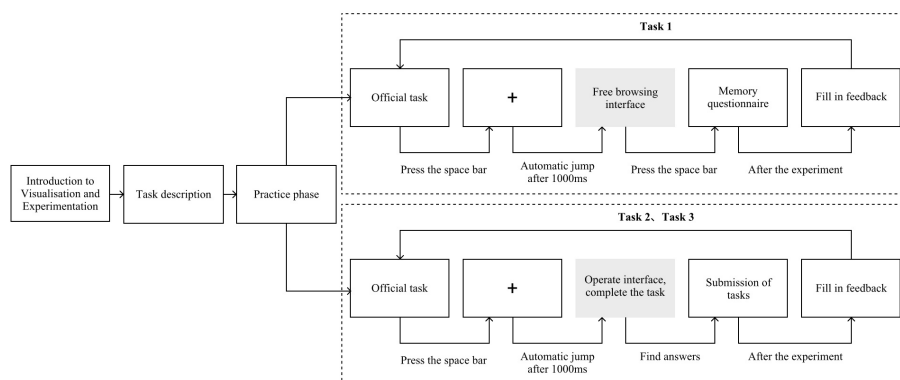 Task 1
Official task
+
Free browsing
interface
Memory
questionnaire
Fill in feedback
Press the space bar
Automatic jump
after 1000ms
Press the space bar
After the experiment
Introduction to
Visualisation and
Experimentation
Task description
Practice phase
Task 2、Task 3
Official task
+
Operate interface,
complete the task
Submission of
tasks
Fill in feedback
Press the space bar
Automatic jump
after 1000ms
Find answers
After the experiment